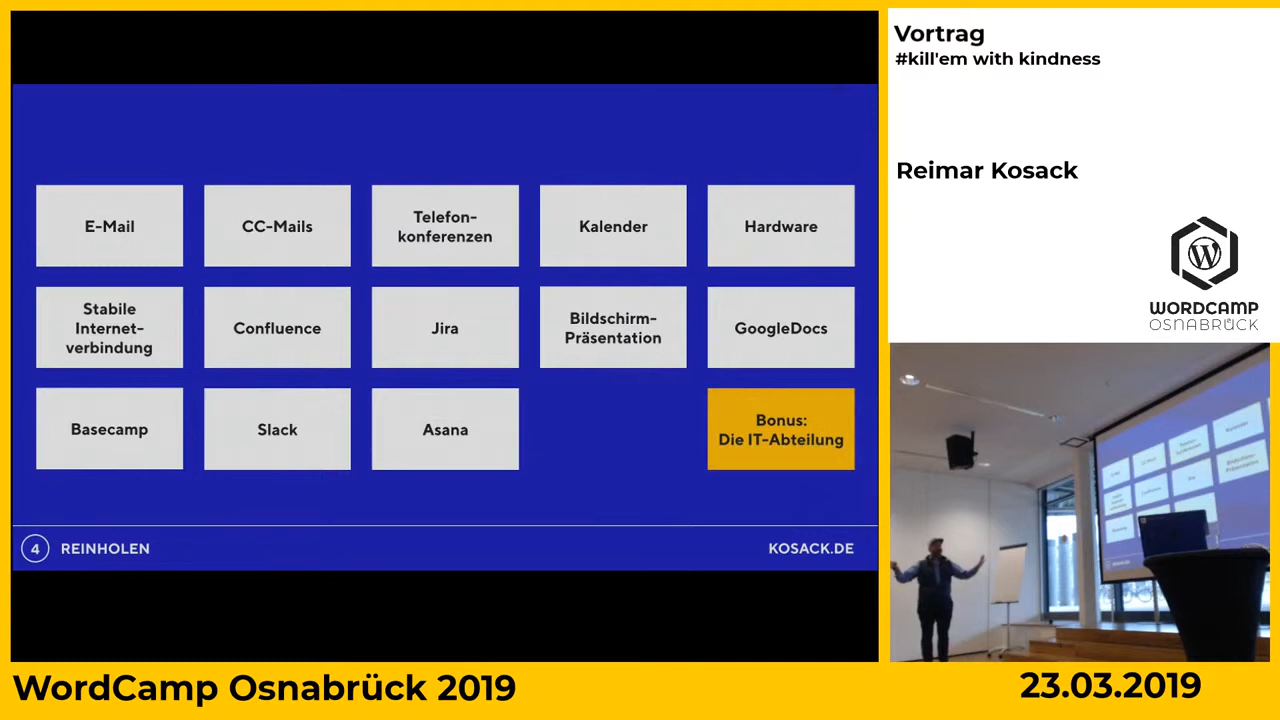 Vortrag
#kill'em with kindness
Reimar Kosack
WORDCAMP
OSNABRÜCK
E-Mail
CC-Mails
Telefon-
konferenzen
Kalender
Hardware
Stabile
Internet-
verbindung
Confluence
Jira
Bildschirm-
Präsentation
GoogleDocs
Basecamp
Slack
Asana
Bonus:
Die IT-Abteilung
4 REINHOLEN
KOSACK.DE
WordCamp Osnabrück 2019
23.03.2019